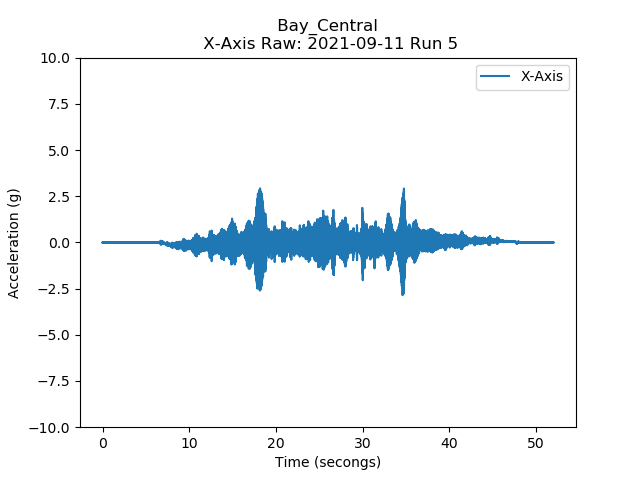 Bay_Central
X-Axis Raw: 2021-09-11 Run 5
10.0
7.5
5.0
2.5
0.0
−2.5
−5.0
−7.5
−10.0
Acceleration (g)
X-Axis
0 10 20 30 40 50
Time (secongs)